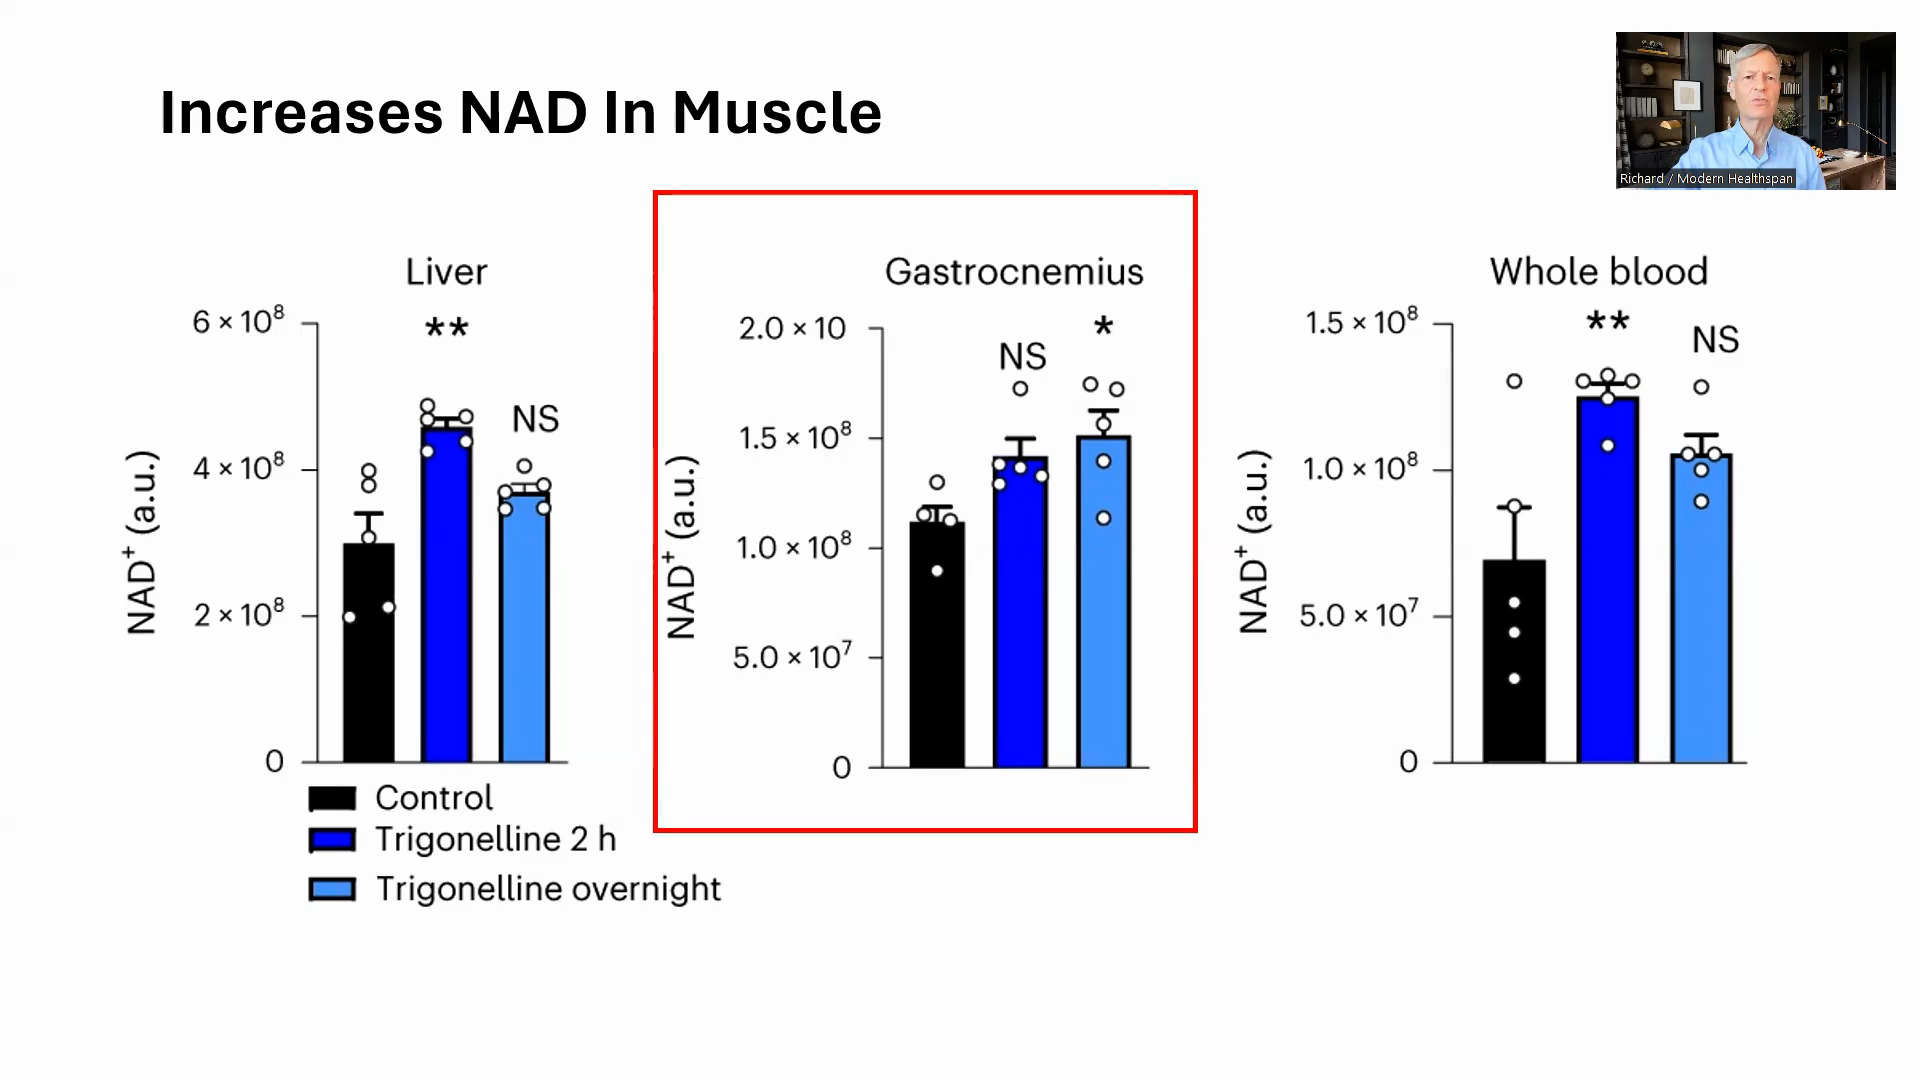 Increases NAD In Muscle
Richard / Modern Healthspan
Liver
**
NS
6 × 10⁸
4 × 10⁸
2 × 10⁸
0
NAD⁺ (a.u.)
Gastrocnemius
NS
*
2.0 × 10
1.5 × 10⁸
1.0 × 10⁸
5.0 × 10⁷
0
NAD⁺ (a.u.)
Whole blood
**
NS
1.5 × 10⁸
1.0 × 10⁸
5.0 × 10⁷
0
NAD⁺ (a.u.)
Control
Trigonelline 2 h
Trigonelline overnight